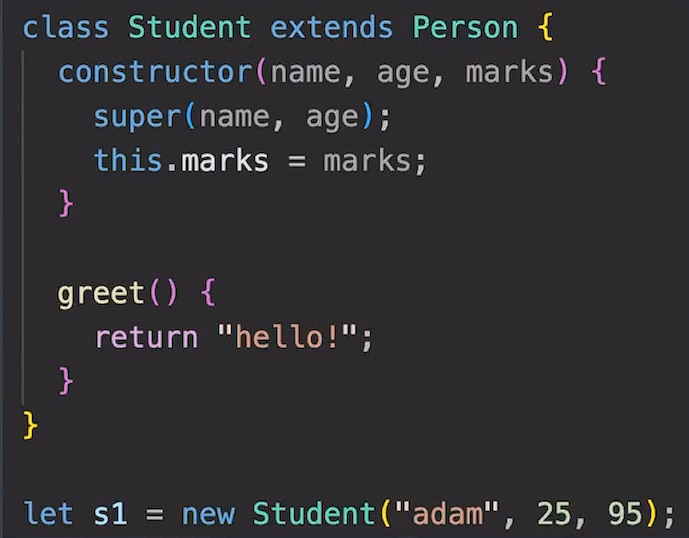 class Student extends Person {
  constructor(name, age, marks) {
    super(name, age);
    this.marks = marks;
  }

  greet() {
    return "hello!";
  }
}

let s1 = new Student("adam", 25, 95);